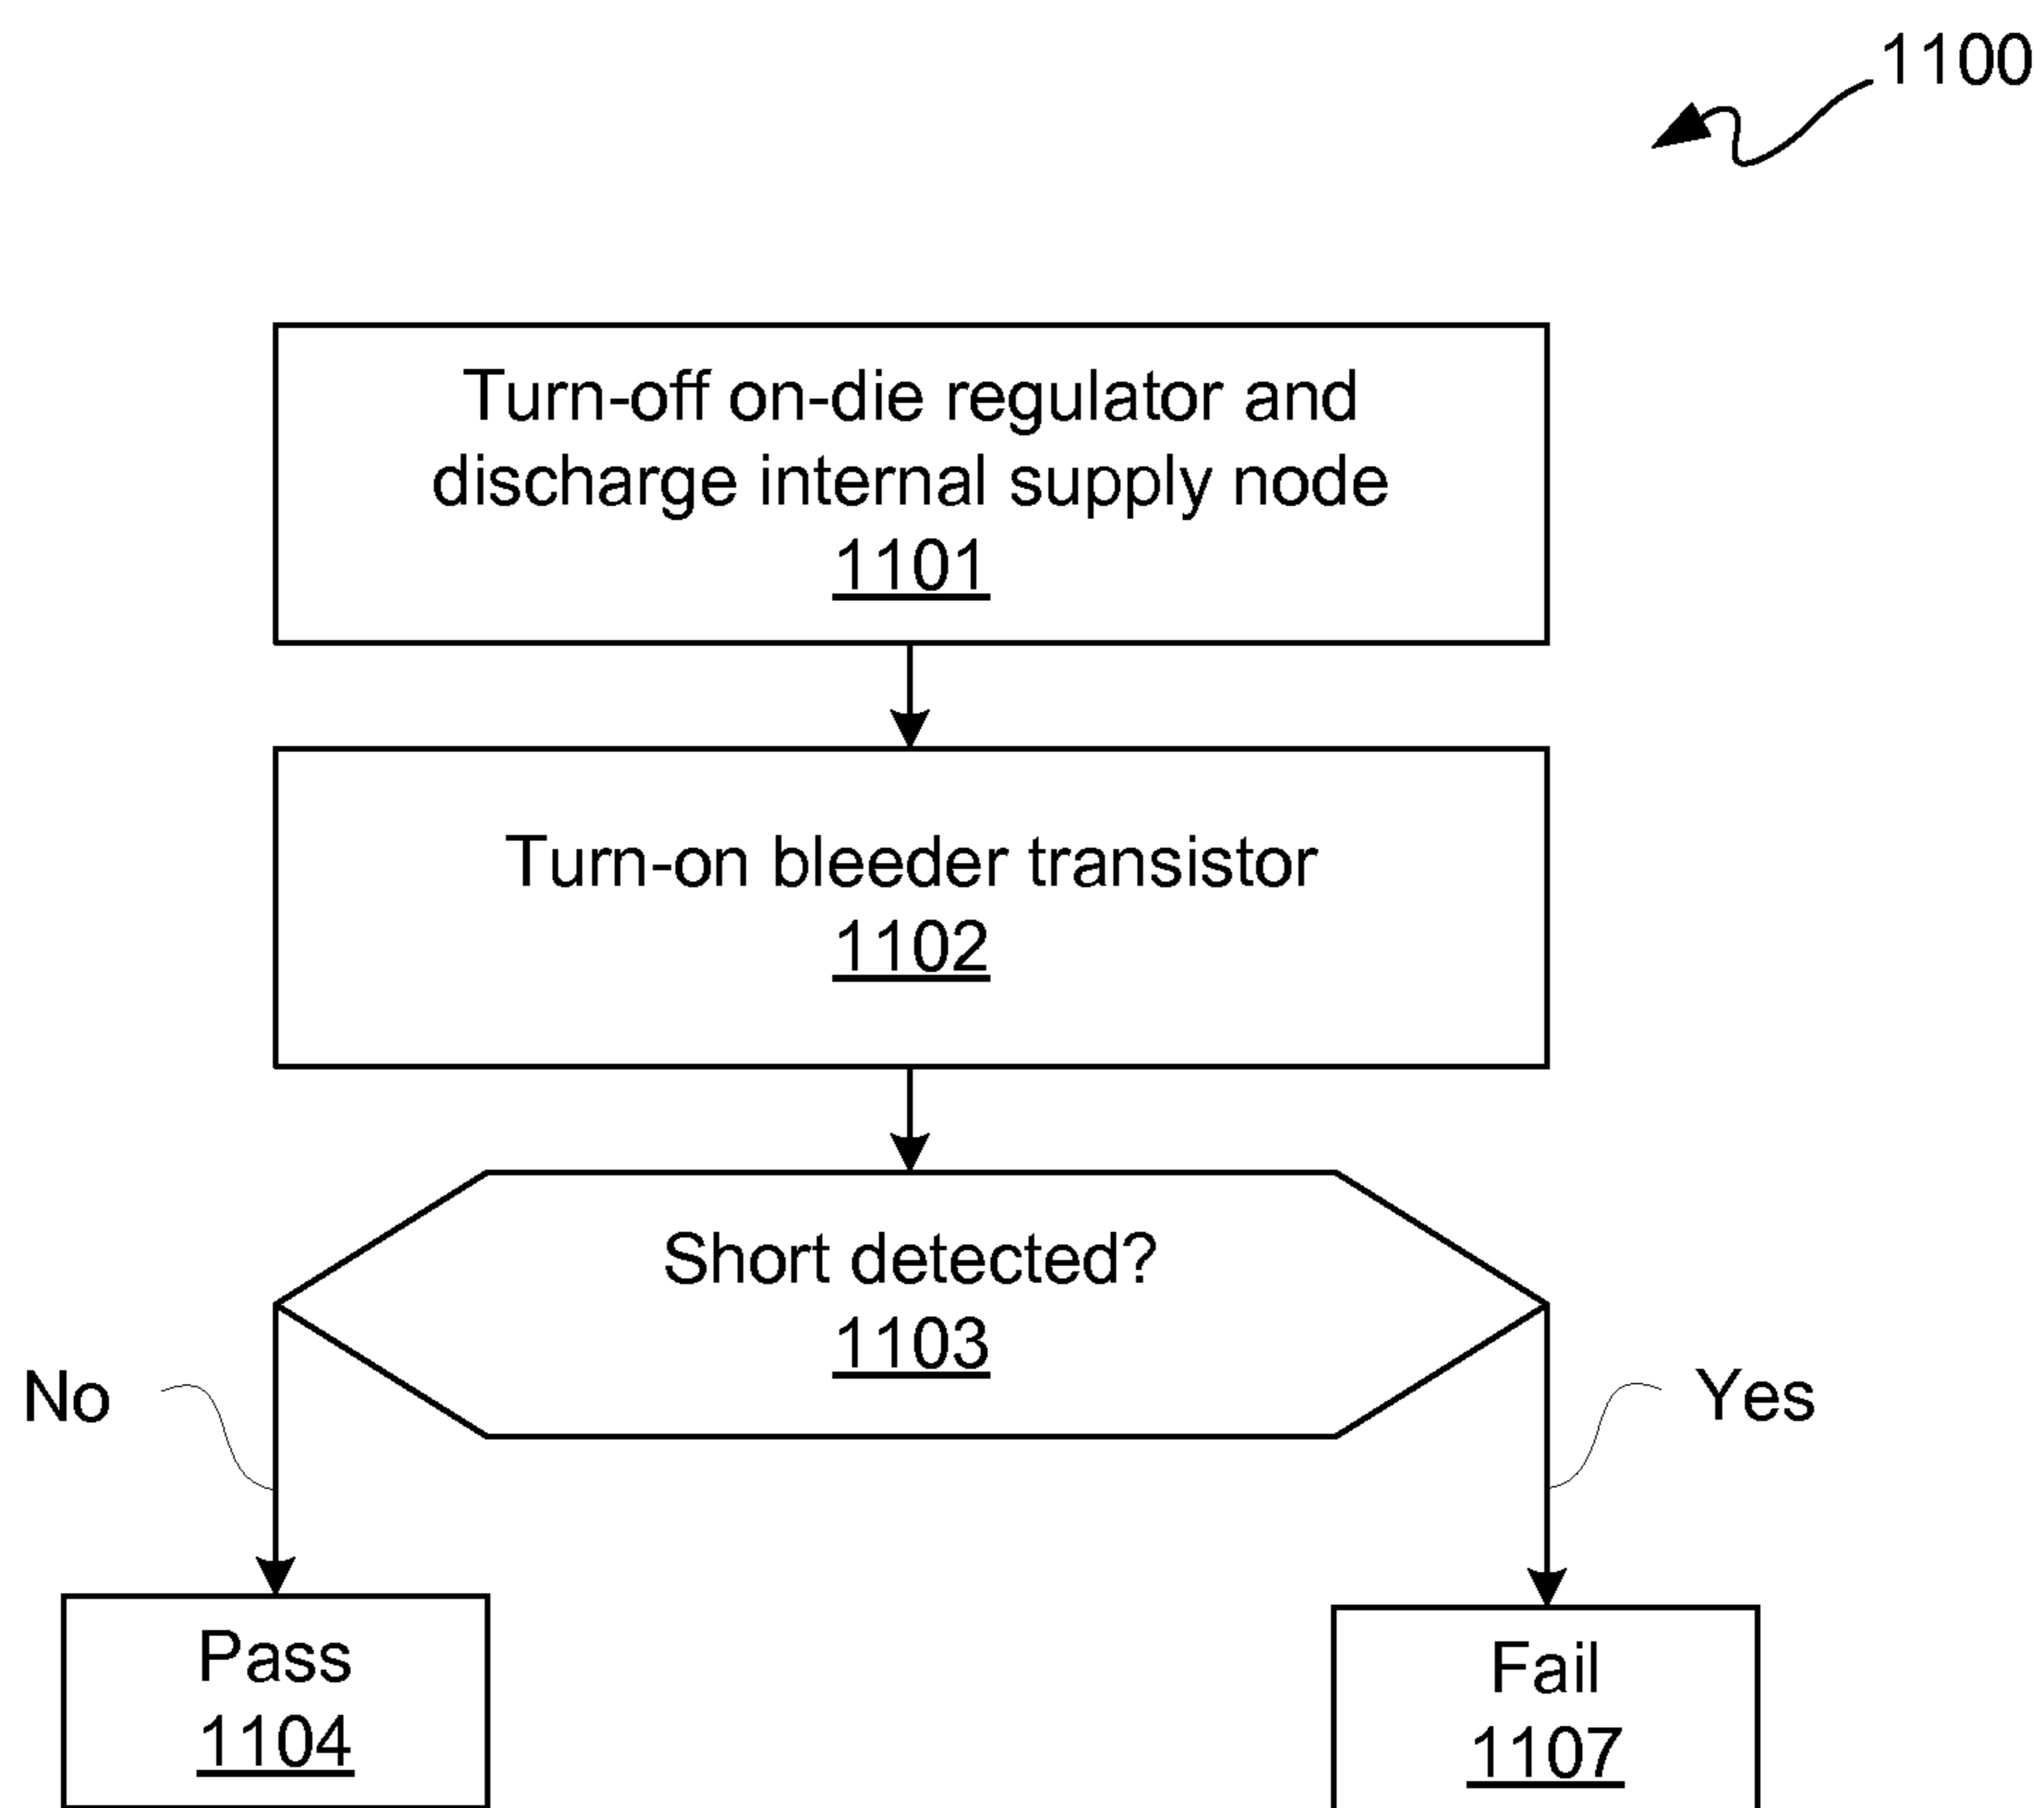 1100
Turn-off on-die regulator and
discharge internal supply node
1101
Turn-on bleeder transistor
1102
Short detected?
1103
No
Yes
Pass
1104
Fail
1107